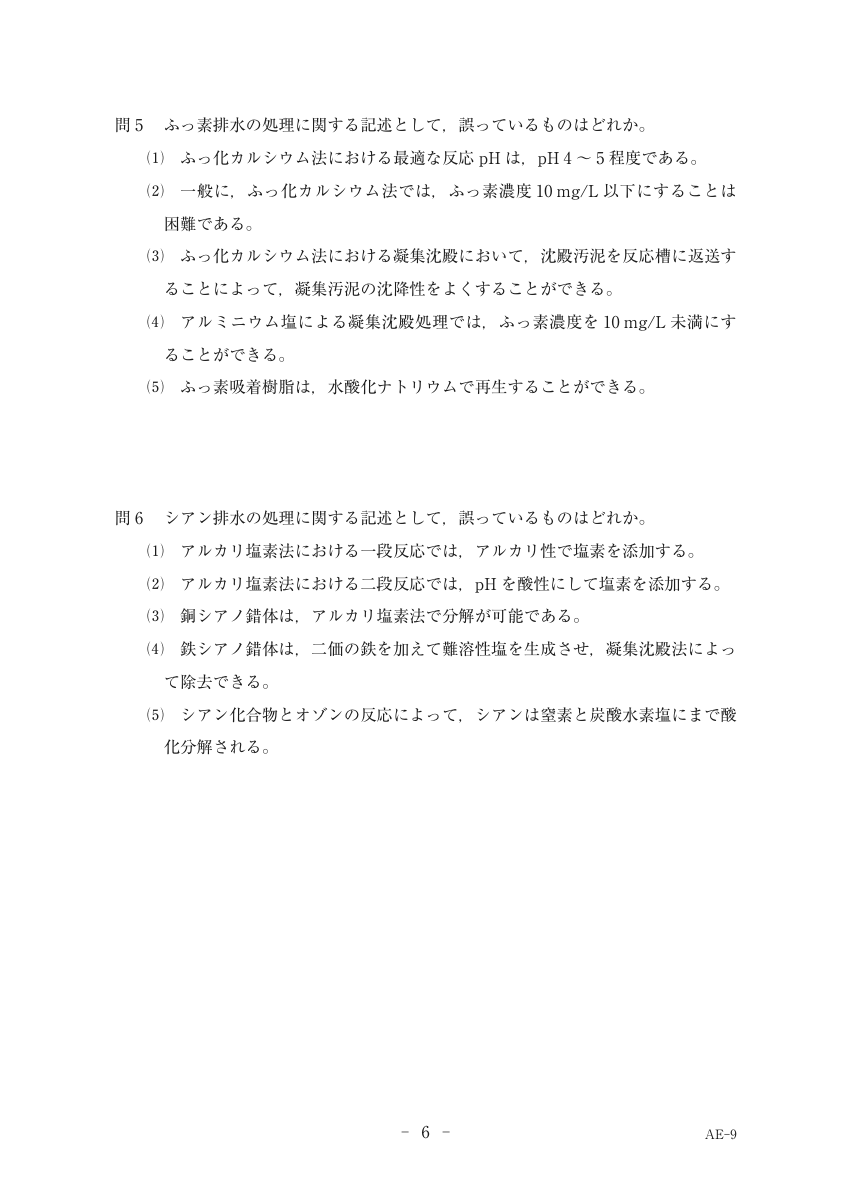 問5　ふっ素排水の処理に関する記述として，誤っているものはどれか。
⑴　ふっ化カルシウム法における最適な反応 pH は，pH 4 ～ 5 程度である。
⑵　一般に，ふっ化カルシウム法では，ふっ素濃度 10 mg/L 以下にすることは
困難である。
⑶　ふっ化カルシウム法における凝集沈殿において，沈殿汚泥を反応槽に返送す
ることによって，凝集汚泥の沈降性をよくすることができる。
⑷　アルミニウム塩による凝集沈殿処理では，ふっ素濃度を 10 mg/L 未満にす
ることができる。
⑸　ふっ素吸着樹脂は，水酸化ナトリウムで再生することができる。
問6　シアン排水の処理に関する記述として，誤っているものはどれか。
⑴　アルカリ塩素法における一段反応では，アルカリ性で塩素を添加する。
⑵　アルカリ塩素法における二段反応では，pH を酸性にして塩素を添加する。
⑶　銅シアノ錯体は，アルカリ塩素法で分解が可能である。
⑷　鉄シアノ錯体は，二価の鉄を加えて難溶性塩を生成させ，凝集沈殿法によっ
て除去できる。
⑸　シアン化合物とオゾンの反応によって，シアンは窒素と炭酸水素塩にまで酸
化分解される。
- 6 -
AE-9